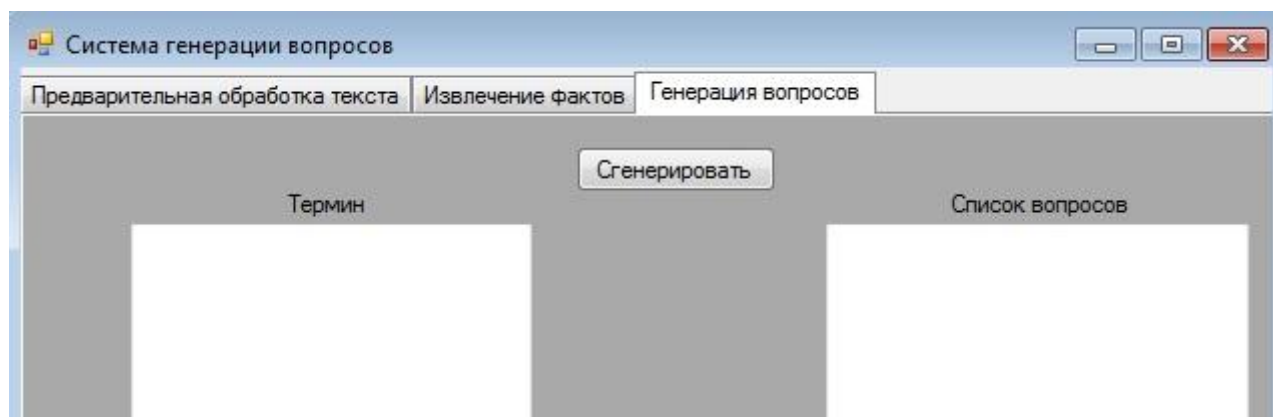 Система генерации вопросов
Предварительная обработка текста Извлечение фактов Генерация вопросов
Сгенерировать
Термин Список вопросов